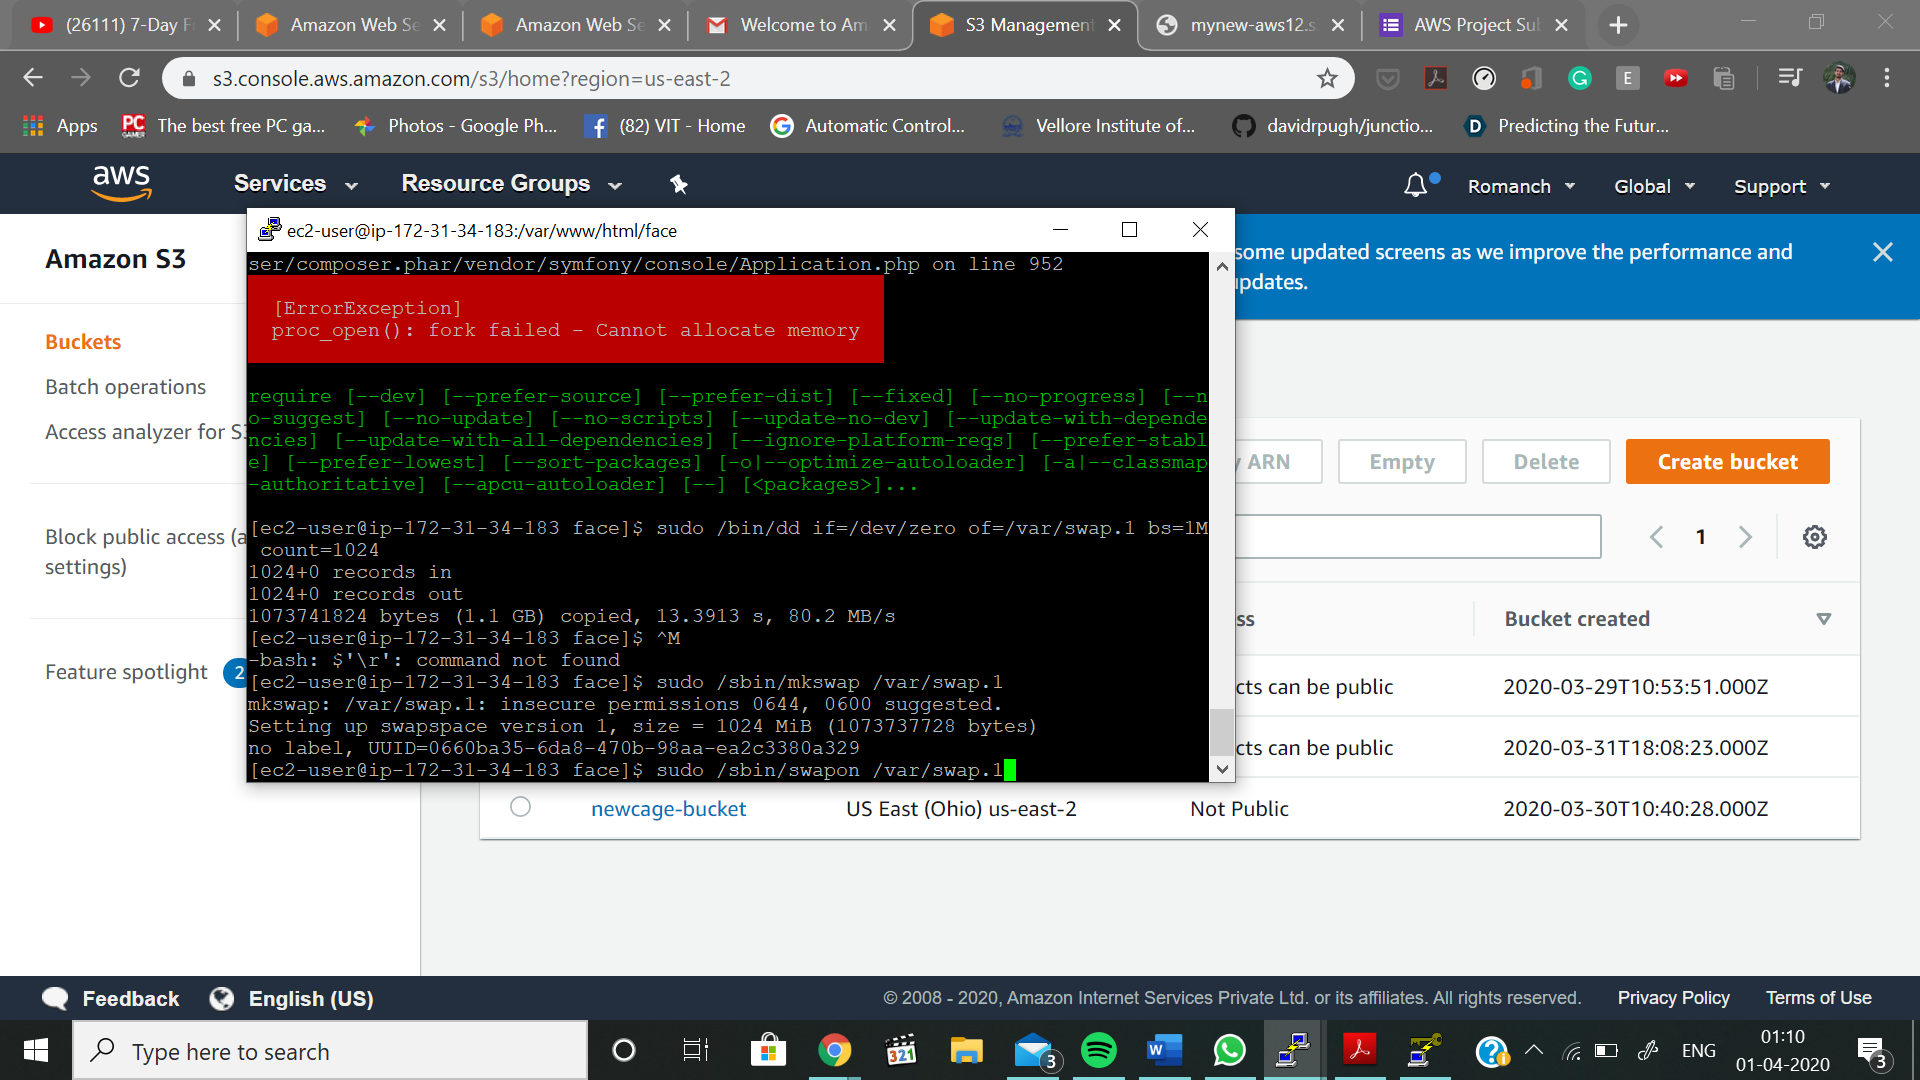 (26111) 7-Day F
Amazon Web Se
Amazon Web Se
Welcome to Am
S3 Management
mynew-aws12.s
AWS Project Sub
s3.console.aws.amazon.com/s3/home?region=us-east-2
Apps
The best free PC ga...
Photos - Google Ph...
(82) VIT - Home
Automatic Control...
Vellore Institute of...
davidrpugh/junctio...
Predicting the Futur...
aws
Services
Resource Groups
Romanch
Global
Support
some updated screens as we improve the performance and
updates.
Amazon S3
Buckets
Batch operations
Access analyzer for S3
Block public access (a
settings)
Feature spotlight 2
ec2-user@ip-172-31-34-183:/var/www/html/face
ser/composer.phar/vendor/symfony/console/Application.php on line 952
[ErrorException]
proc_open(): fork failed - Cannot allocate memory
require [--dev] [--prefer-source] [--prefer-dist] [--fixed] [--no-progress] [--n
o-suggest] [--no-update] [--no-scripts] [--update-no-dev] [--update-with-depende
ncies] [--update-with-all-dependencies] [--ignore-platform-reqs] [--prefer-stabl
e] [--prefer-lowest] [--sort-packages] [-o|--optimize-autoloader] [-a|--classmap
-authoritative] [--apcu-autoloader] [--] [<packages>]...
[ec2-user@ip-172-31-34-183 face]$ sudo /bin/dd if=/dev/zero of=/var/swap.1 bs=1M
count=1024
1024+0 records in
1024+0 records out
1073741824 bytes (1.1 GB) copied, 13.3913 s, 80.2 MB/s
[ec2-user@ip-172-31-34-183 face]$ ^M
-bash: $'\r': command not found
[ec2-user@ip-172-31-34-183 face]$ sudo /sbin/mkswap /var/swap.1
mkswap: /var/swap.1: insecure permissions 0644, 0600 suggested.
Setting up swapspace version 1, size = 1024 MiB (1073737728 bytes)
no label, UUID=0660ba35-6da8-470b-98aa-ea2c3380a329
[ec2-user@ip-172-31-34-183 face]$ sudo /sbin/swapon /var/swap.1
y ARN
Empty
Delete
Create bucket
1
ss
Bucket created
cts can be public
2020-03-29T10:53:51.000Z
cts can be public
2020-03-31T18:08:23.000Z
newcage-bucket
US East (Ohio) us-east-2
Not Public
2020-03-30T10:40:28.000Z
Feedback
English (US)
© 2008 - 2020, Amazon Internet Services Private Ltd. or its affiliates. All rights reserved.
Privacy Policy
Terms of Use
Type here to search
321
3
ENG
01:10
01-04-2020
3